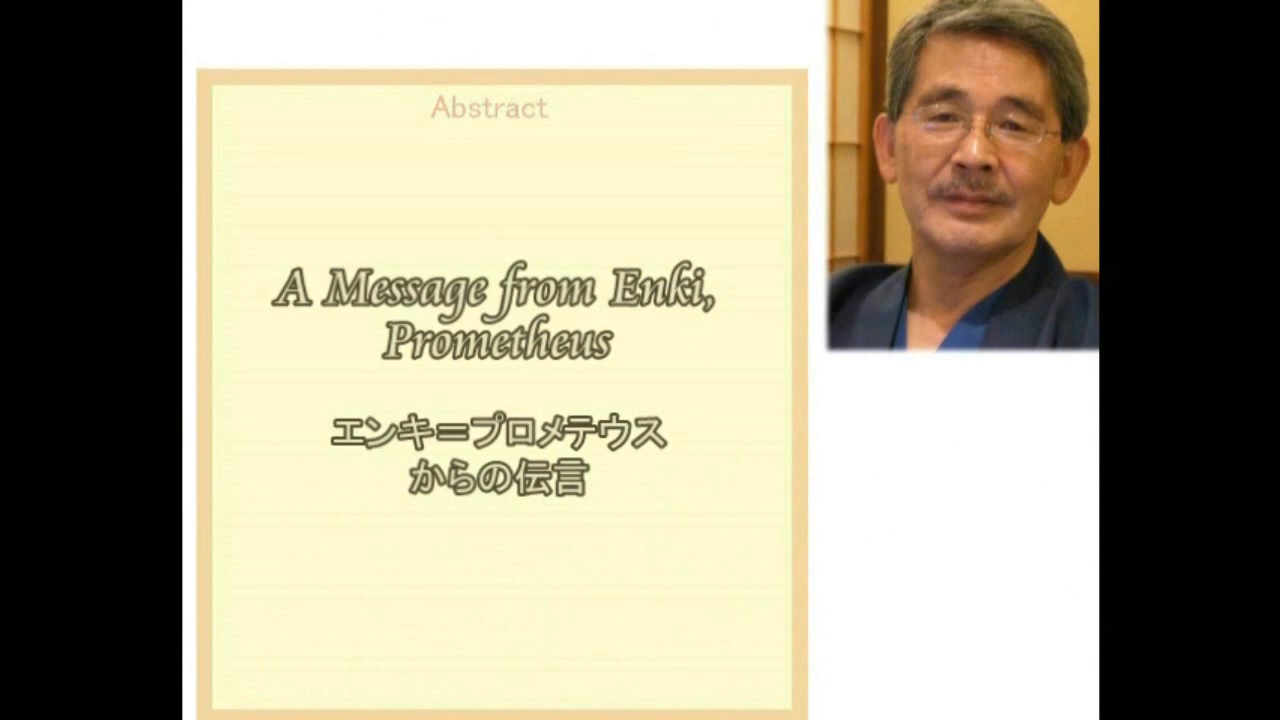 Abstract
A Message from Enki,
Prometheus
エンキ=プロメテウス
からの伝言